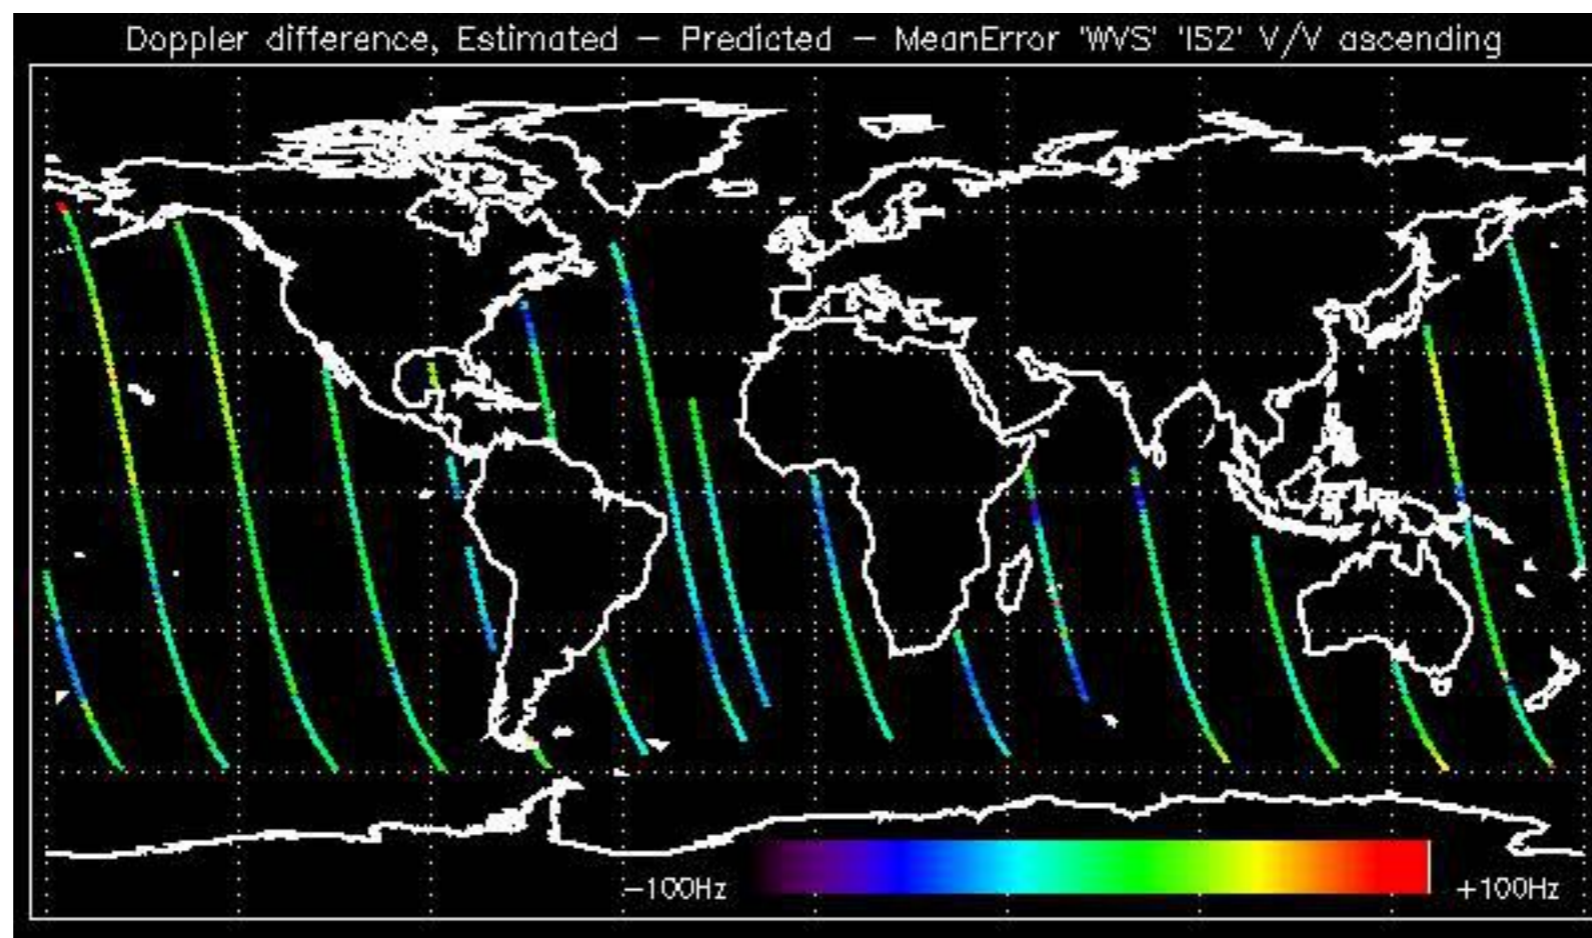 Doppler difference, Estimated – Predicted – MeanError 'WVS' 'IS2' V/V ascending
–100Hz +100Hz